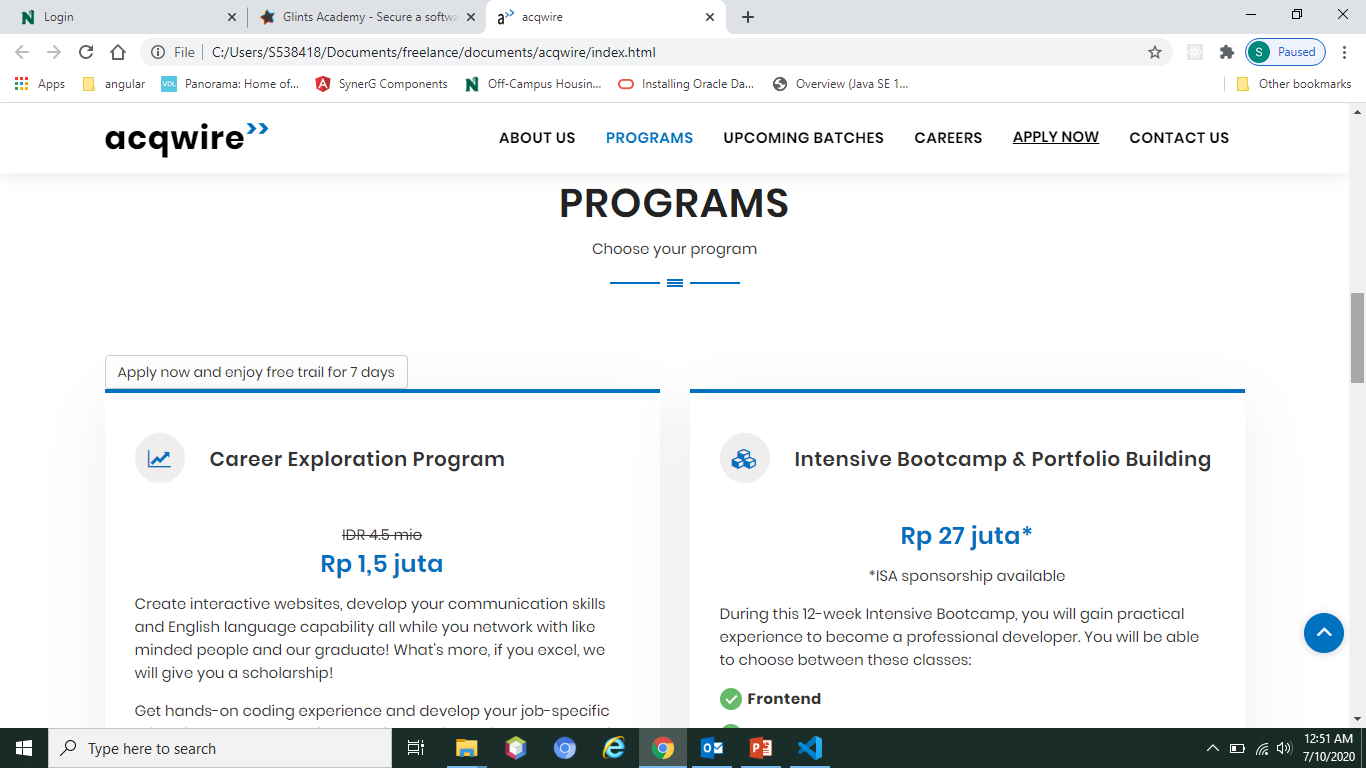 Login
Glints Academy - Secure a softwa
acqwire
File
C:/Users/S538418/Documents/freelance/documents/acqwire/index.html
S
Paused
Apps
angular
VDL
Panorama: Home of...
SynerG Components
Off-Campus Housin...
Installing Oracle Da...
Overview (Java SE 1...
Other bookmarks
acqwire>>
ABOUT US
PROGRAMS
UPCOMING BATCHES
CAREERS
APPLY NOW
CONTACT US
PROGRAMS
Choose your program
Apply now and enjoy free trail for 7 days
Career Exploration Program
IDR 4.5 mio
Rp 1,5 juta
Create interactive websites, develop your communication skills
and English language capability all while you network with like
minded people and our graduate! What's more, if you excel, we
will give you a scholarship!
Get hands-on coding experience and develop your job-specific
Intensive Bootcamp & Portfolio Building
Rp 27 juta*
*ISA sponsorship available
During this 12-week Intensive Bootcamp, you will gain practical
experience to become a professional developer. You will be able
to choose between these classes:
Frontend
Type here to search
12:51 AM
7/10/2020